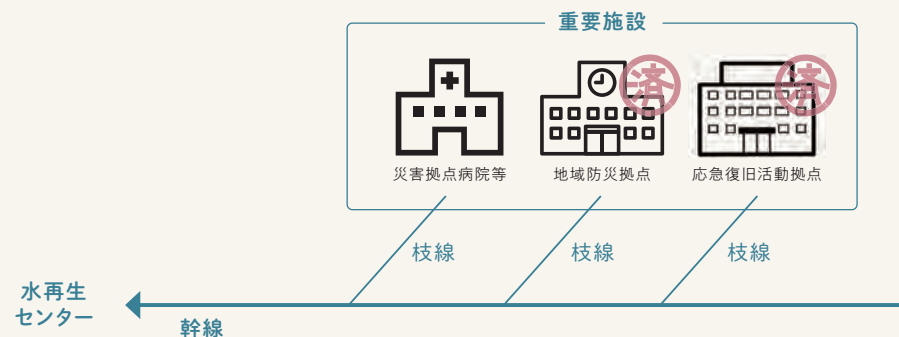 重要施設
済
済
災害拠点病院等
地域防災拠点
応急復旧活動拠点
枝線
枝線
枝線
水再生
センター
幹線